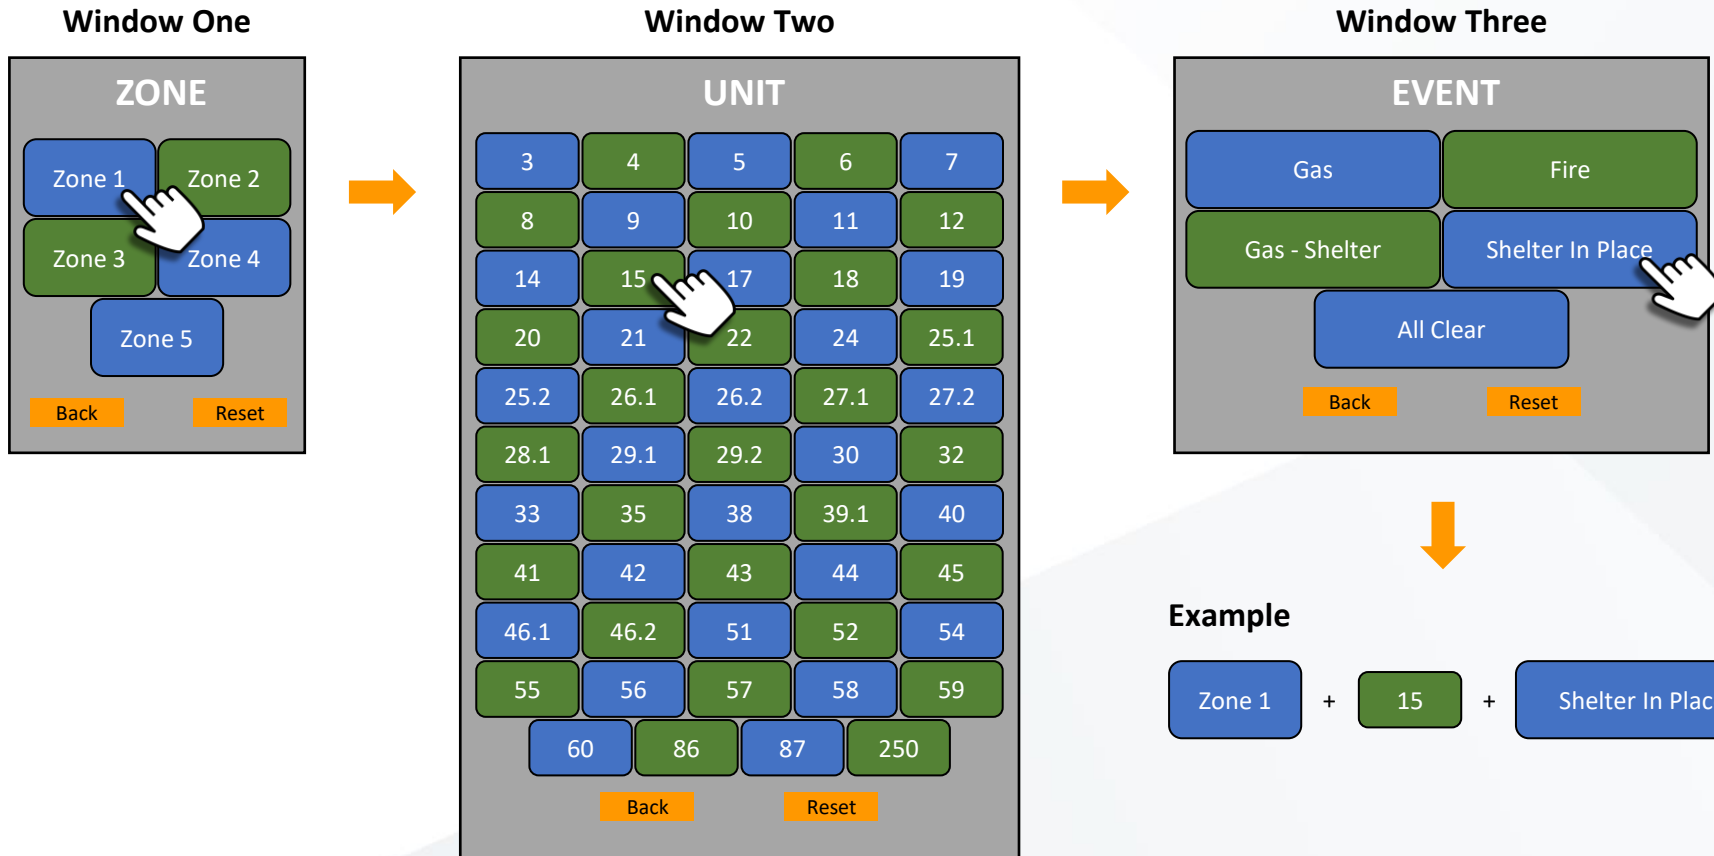 Window One
ZONE
Zone 1
Zone 2
Zone 3
Zone 4
Zone 5
Back
Reset
Window Two
UNIT
3 4 5 6 7
8 9 10 11 12
14 15 17 18 19
20 21 22 24 25.1
25.2 26.1 26.2 27.1 27.2
28.1 29.1 29.2 30 32
33 35 38 39.1 40
41 42 43 44 45
46.1 46.2 51 52 54
55 56 57 58 59
60 86 87 250
Back
Reset
Window Three
EVENT
Gas
Fire
Gas - Shelter
Shelter In Place
All Clear
Back
Reset
Example
Zone 1 + 15 + Shelter In Plac